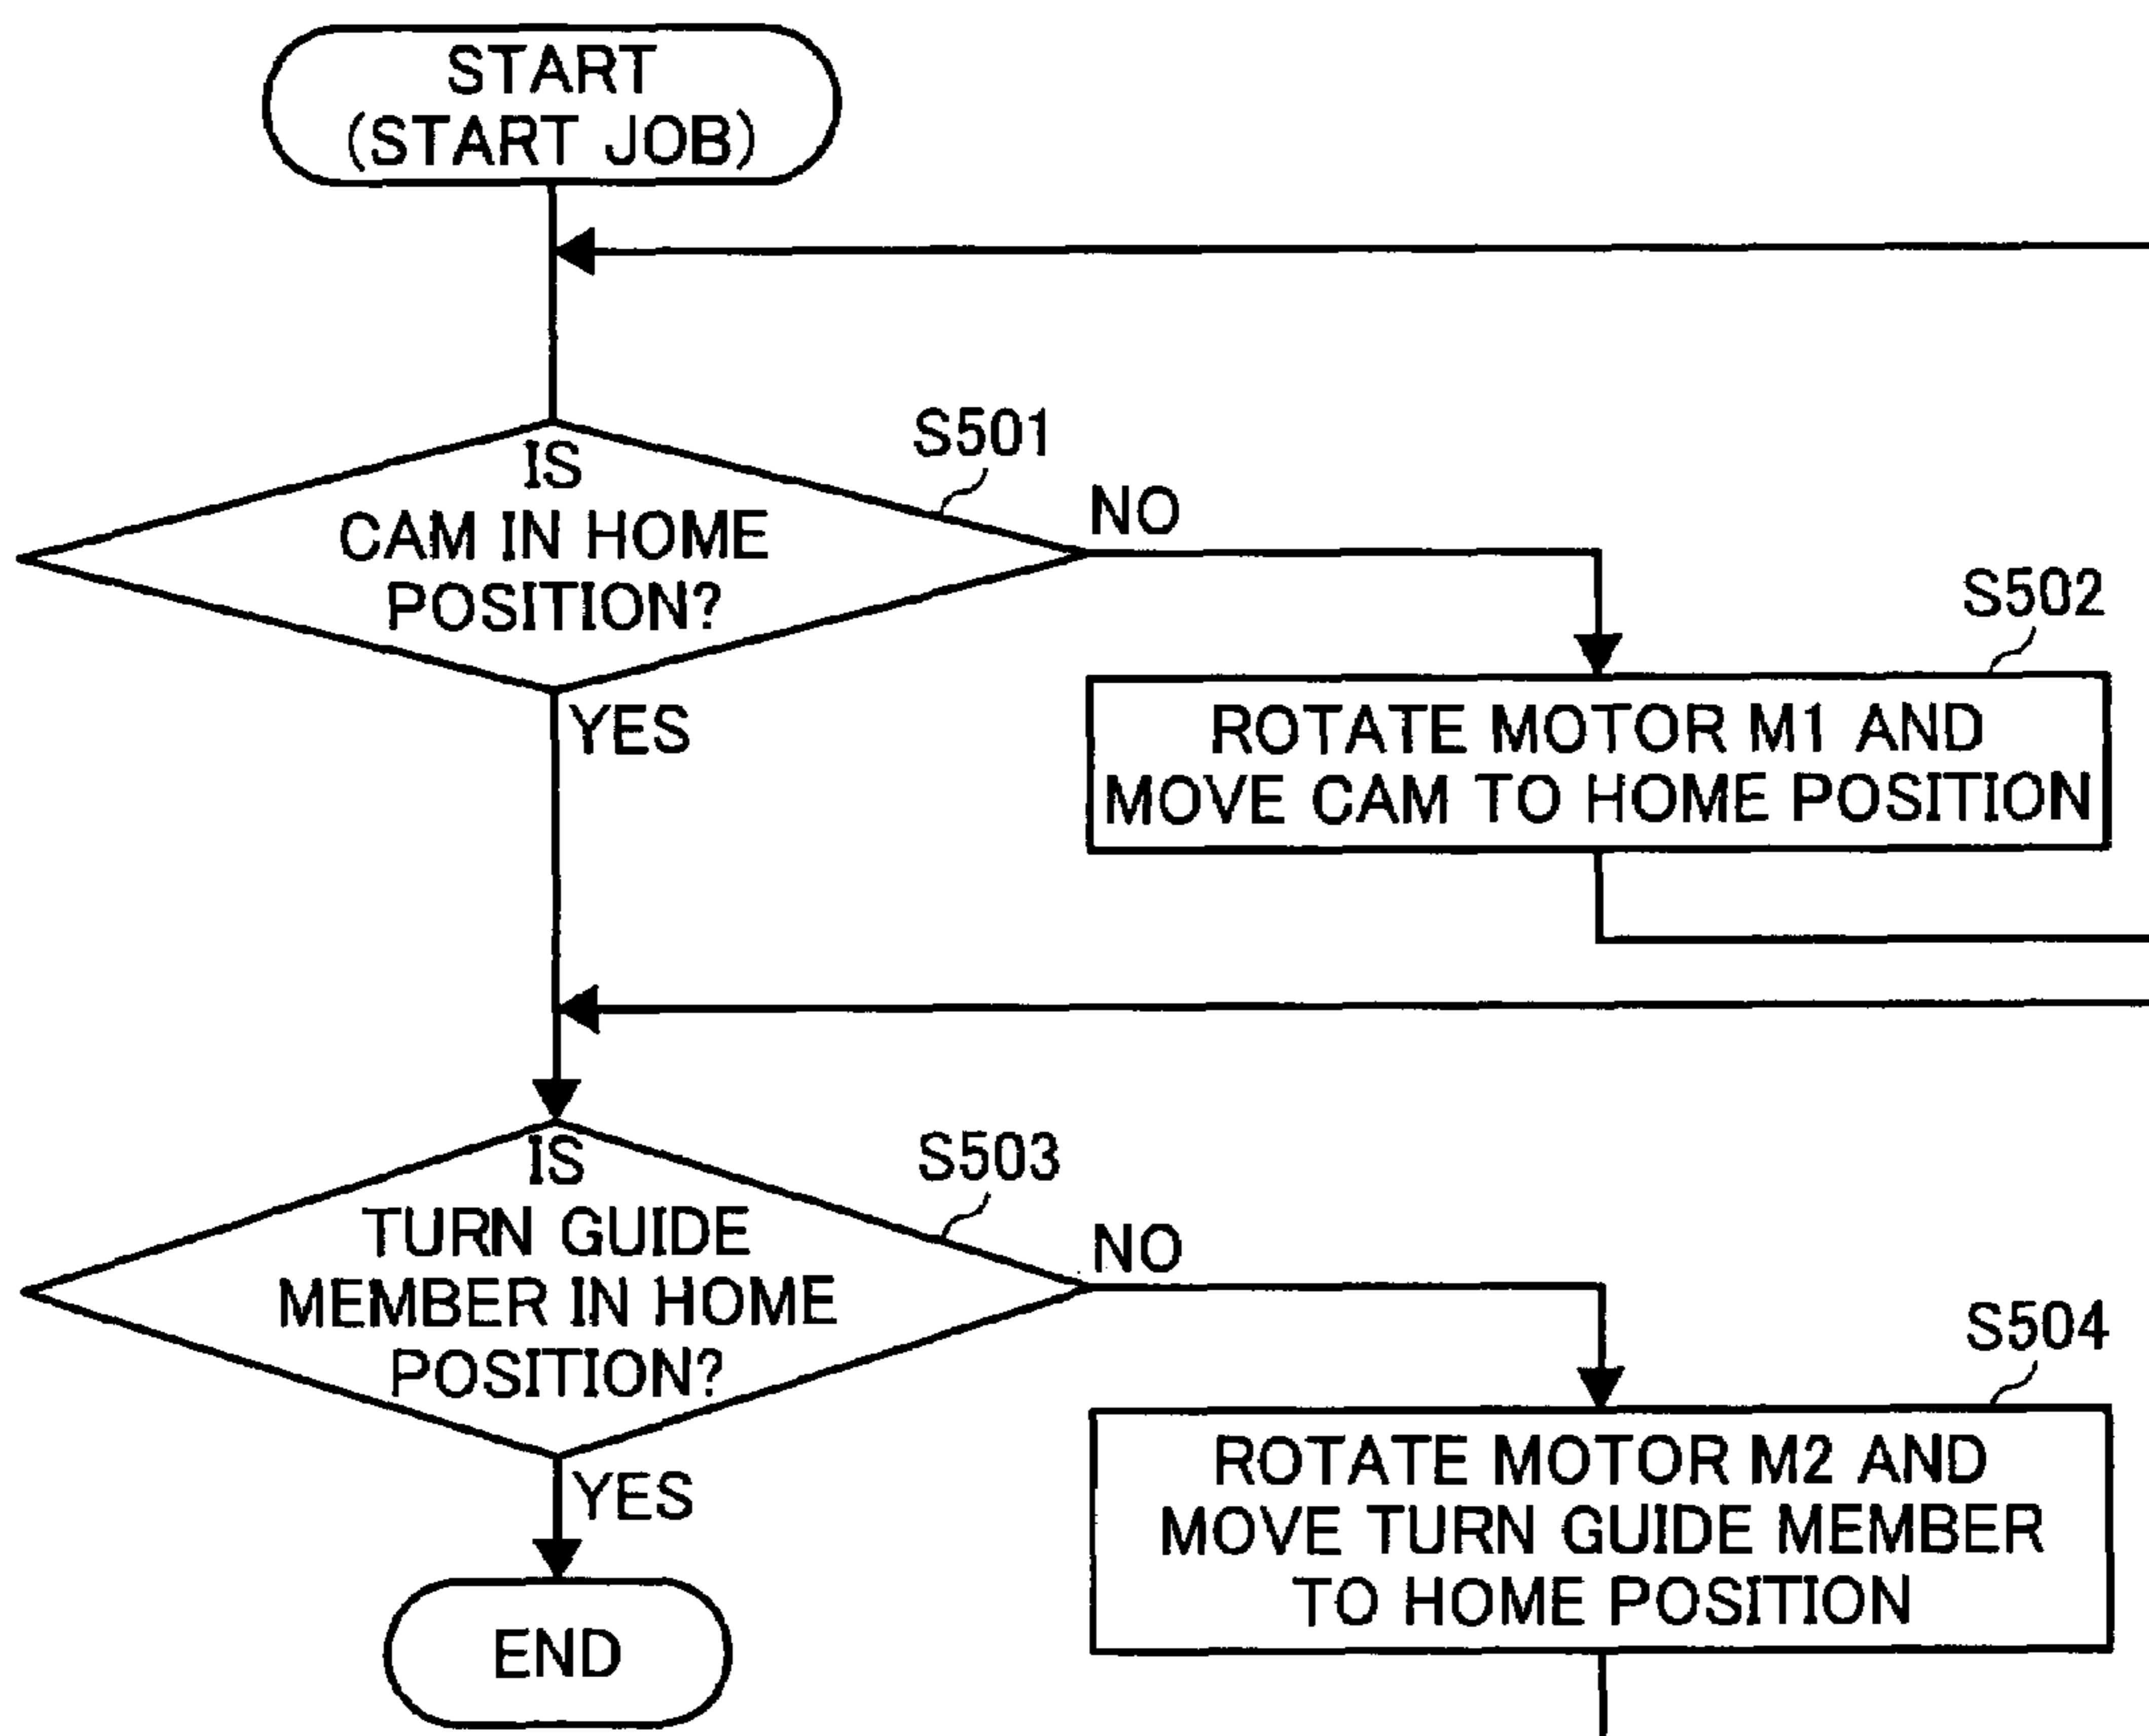 START
(START JOB)
S501
IS
CAM IN HOME
POSITION?
NO
YES
S502
ROTATE MOTOR M1 AND
MOVE CAM TO HOME POSITION
S503
IS
TURN GUIDE
MEMBER IN HOME
POSITION?
NO
YES
S504
ROTATE MOTOR M2 AND
MOVE TURN GUIDE MEMBER
TO HOME POSITION
END